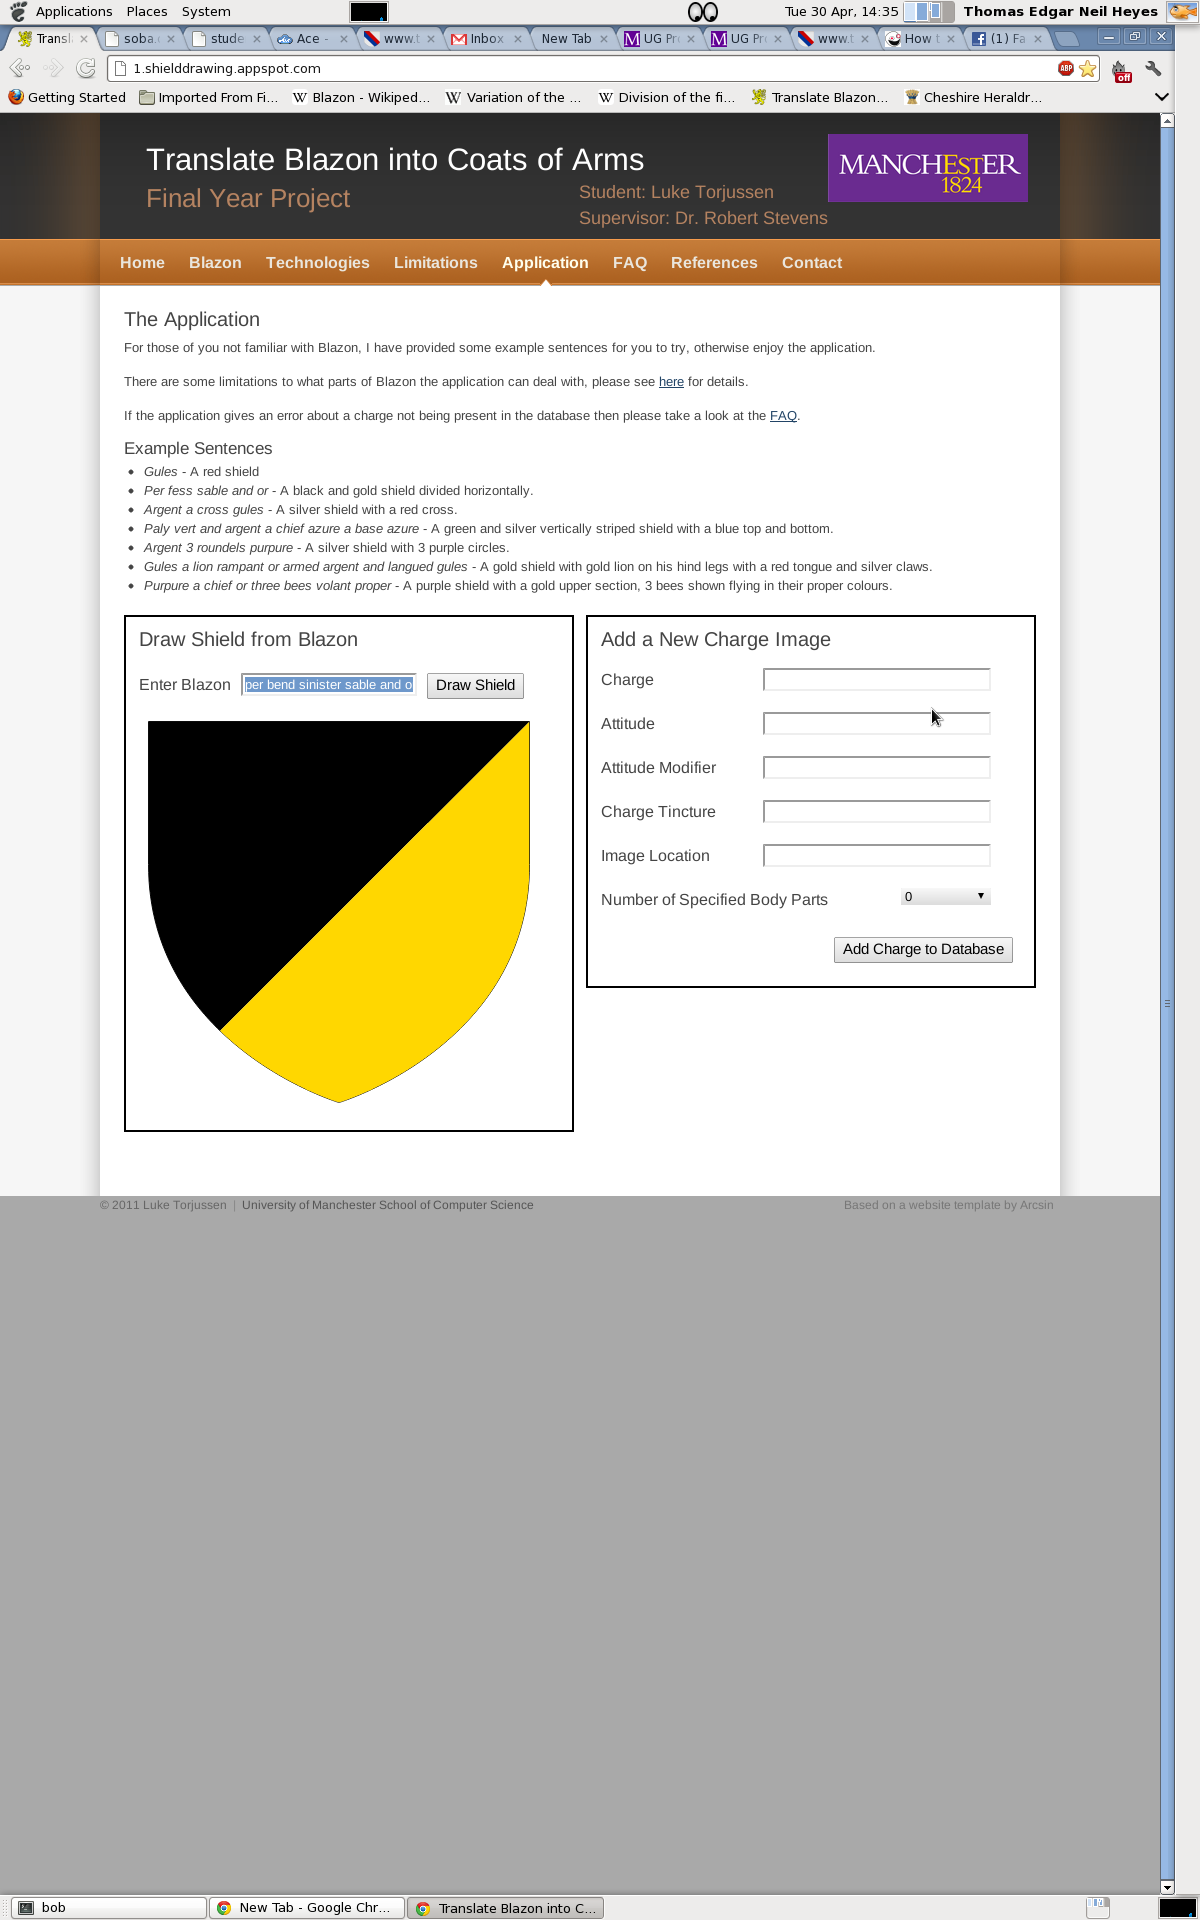 Applications Places System Tue 30 Apr, 14:35 Thomas Edgar Neil Heyes
Transl soba. stude Ace - www.t Inbox New Tab UG Pr UG Pr www.t How t (1) Fa
1.shielddrawing.appspot.com ABP off
Getting Started Imported From Fi... W Blazon - Wikiped... W Variation of the ... W Division of the fi... Translate Blazon... Cheshire Heraldr...
Translate Blazon into Coats of Arms
Final Year Project
Student: Luke Torjussen
Supervisor: Dr. Robert Stevens
MANCHESTER
1824
Home Blazon Technologies Limitations Application FAQ References Contact
The Application
For those of you not familiar with Blazon, I have provided some example sentences for you to try, otherwise enjoy the application.
There are some limitations to what parts of Blazon the application can deal with, please see here for details.
If the application gives an error about a charge not being present in the database then please take a look at the FAQ.
Example Sentences
Gules - A red shield
Per fess sable and or - A black and gold shield divided horizontally.
Argent a cross gules - A silver shield with a red cross.
Paly vert and argent a chief azure a base azure - A green and silver vertically striped shield with a blue top and bottom.
Argent 3 roundels purpure - A silver shield with 3 purple circles.
Gules a lion rampant or armed argent and langued gules - A gold shield with gold lion on his hind legs with a red tongue and silver claws.
Purpure a chief or three bees volant proper - A purple shield with a gold upper section, 3 bees shown flying in their proper colours.
Draw Shield from Blazon
Enter Blazon per bend sinister sable and o Draw Shield
Add a New Charge Image
Charge
Attitude
Attitude Modifier
Charge Tincture
Image Location
Number of Specified Body Parts 0
Add Charge to Database
© 2011 Luke Torjussen | University of Manchester School of Computer Science Based on a website template by Arcsin
bob New Tab - Google Chr... Translate Blazon into C...